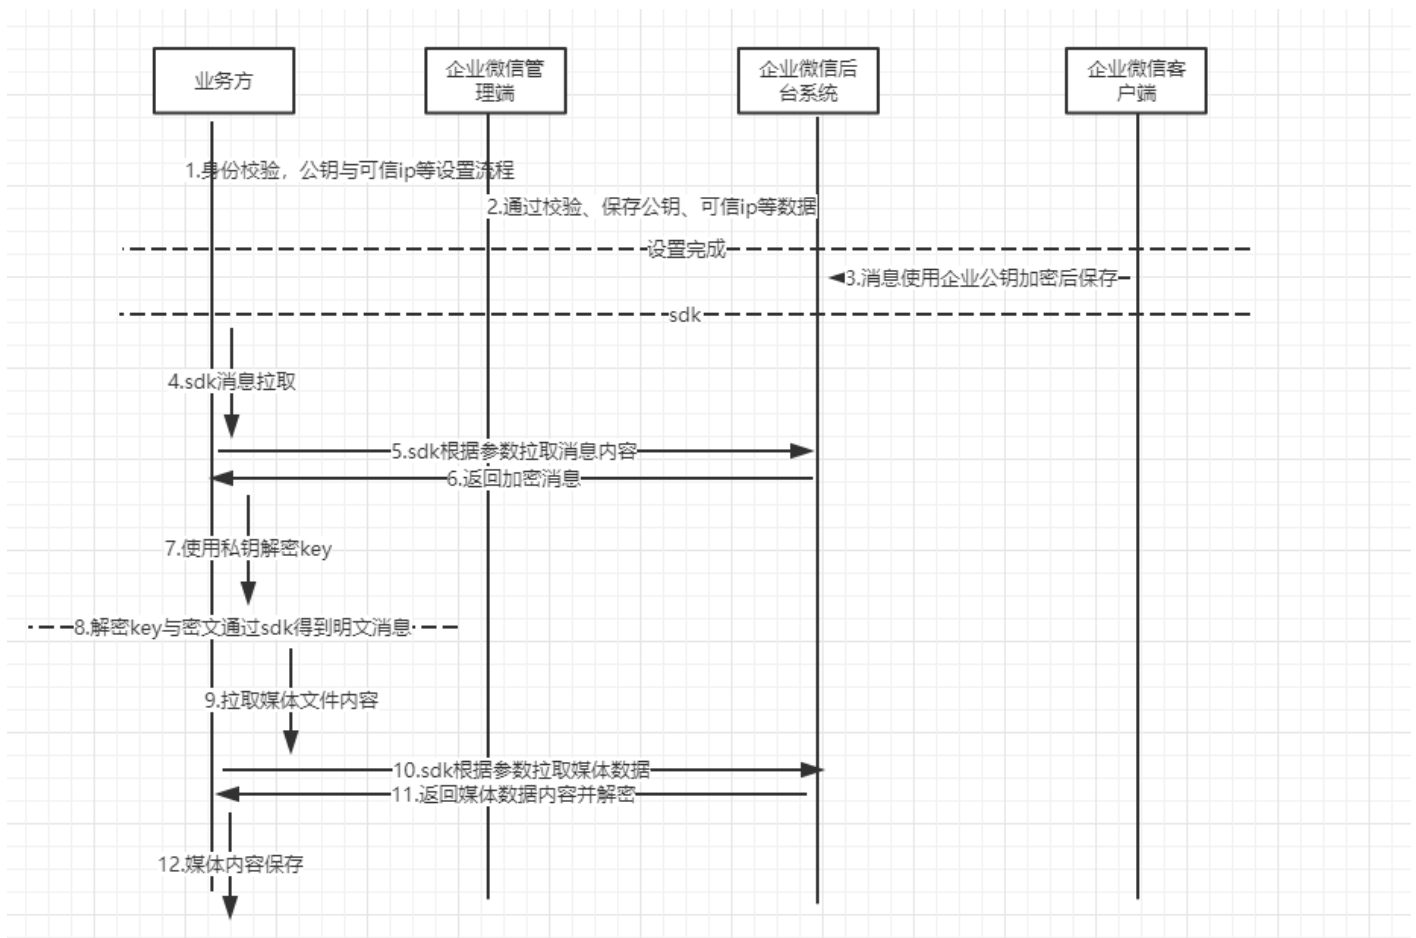 业务方
企业微信管
理端
企业微信后
台系统
企业微信客
户端
1.身份校验，公钥与可信ip等设置流程
2.通过校验、保存公钥、可信ip等数据
设置完成
3.消息使用企业公钥加密后保存
sdk
4.sdk消息拉取
5.sdk根据参数拉取消息内容
6.返回加密消息
7.使用私钥解密key
8.解密key与密文通过sdk得到明文消息
9.拉取媒体文件内容
10.sdk根据参数拉取媒体数据
11.返回媒体数据内容并解密
12.媒体内容保存